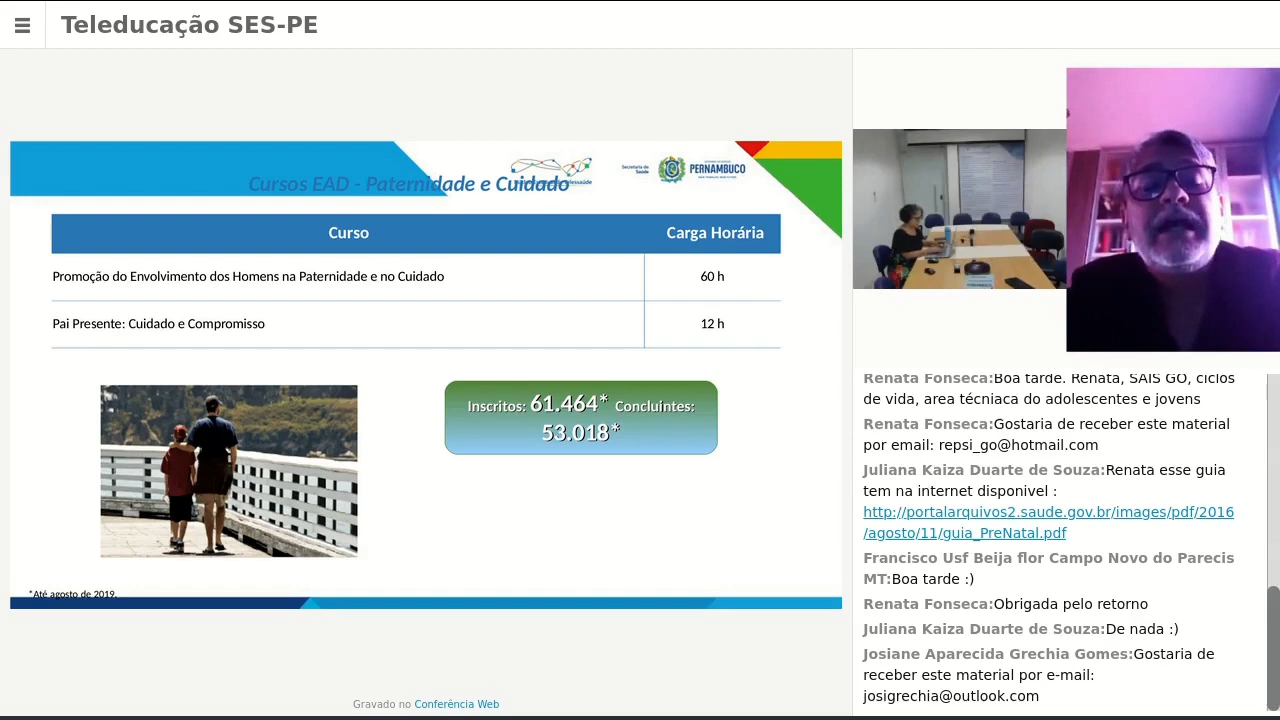 Teleducação SES-PE
Secretaria de
Saúde
PERNAMBUCO
Cursos EAD - Paternidade e Cuidado
Curso Carga Horária
Promoção do Envolvimento dos Homens na Paternidade e no Cuidado 60 h
Pai Presente: Cuidado e Compromisso 12 h
Inscritos: 61.464* Concluintes:
53.018*
*Até agosto de 2019.
Gravado no Conferência Web
Renata Fonseca:Boa tarde. Renata, SAIS GO, ciclos
de vida, area técniaca do adolescentes e jovens
Renata Fonseca:Gostaria de receber este material
por email: repsi_go@hotmail.com
Juliana Kaiza Duarte de Souza:Renata esse guia
tem na internet disponivel :
http://portalarquivos2.saude.gov.br/images/pdf/2016
/agosto/11/guia_PreNatal.pdf
Francisco Usf Beija flor Campo Novo do Parecis
MT:Boa tarde :)
Renata Fonseca:Obrigada pelo retorno
Juliana Kaiza Duarte de Souza:De nada :)
Josiane Aparecida Grechia Gomes:Gostaria de
receber este material por e-mail:
josigrechia@outlook.com